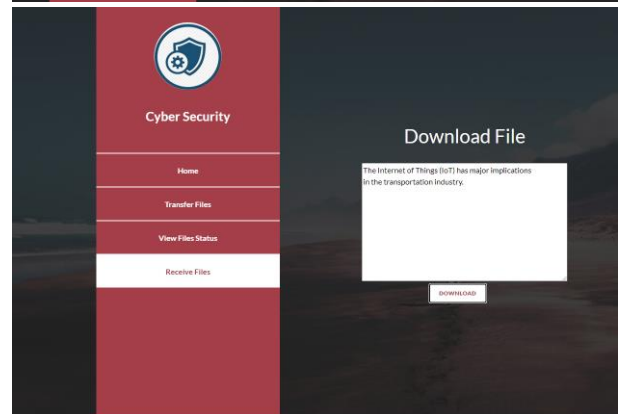 Cyber Security
Home
Transfer Files
View Files Status
Receive Files
Download File
The Internet of Things (IoT) has major implications
in the transportation industry.
DOWNLOAD